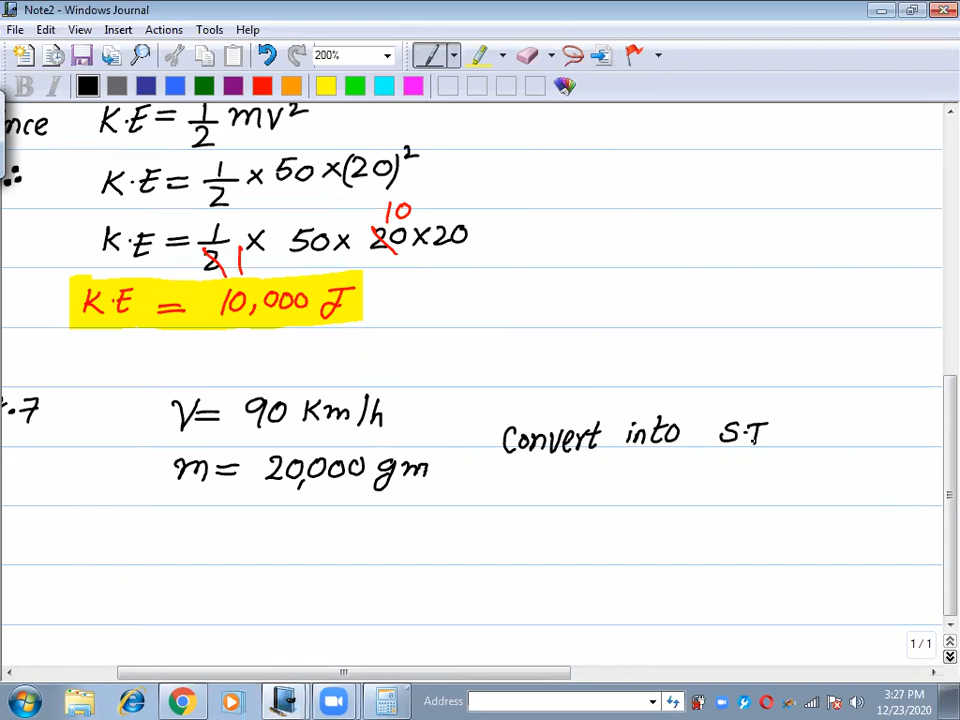 Note2 - Windows Journal
File Edit View Insert Actions Tools Help
200%
B I
nce K.E = 1/2 mv²
∴ K.E = 1/2 × 50 × (20)²
10
K.E = 1/2 × 50 × 20 × 20
1
K.E = 10,000 J
.7 V = 90 Km/h
Convert into S.I
m = 20,000 gm
1 / 1
Address
3:27 PM
12/23/2020